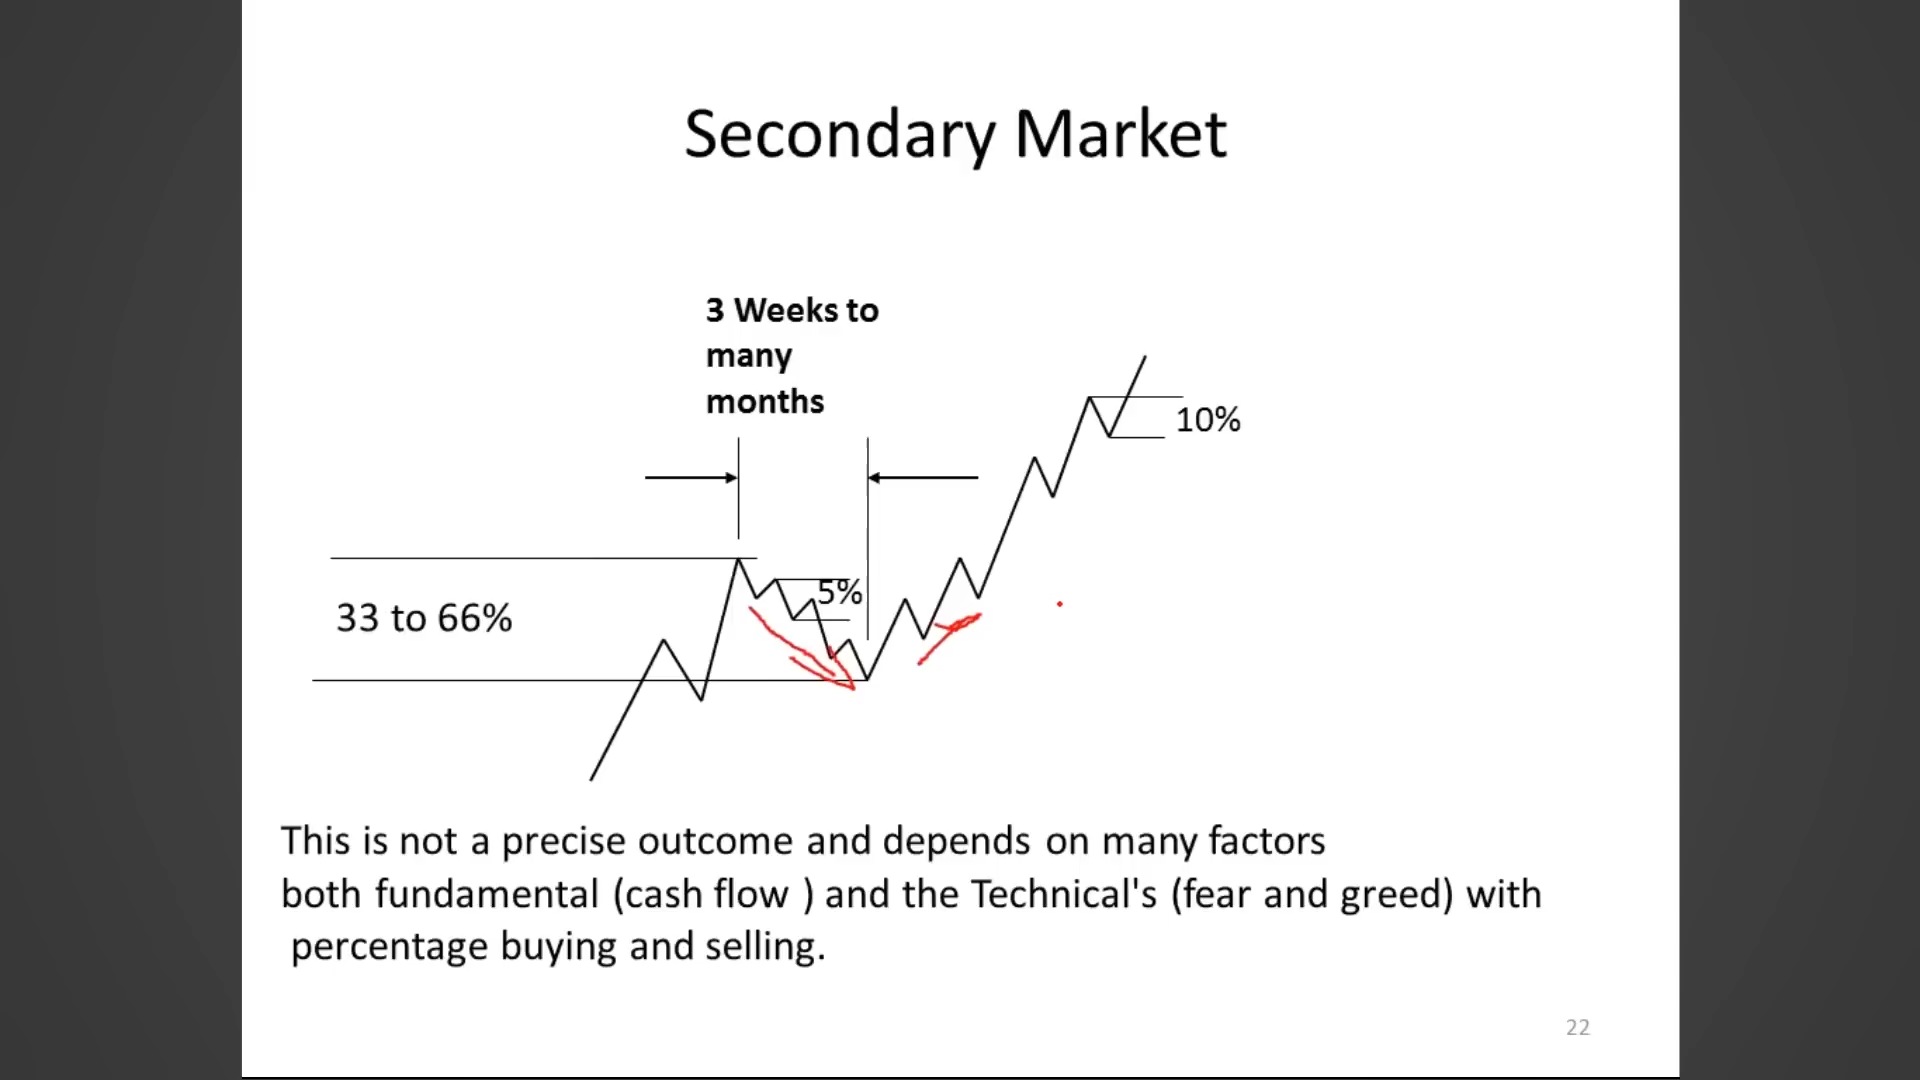 Secondary Market
3 Weeks to
many
months
10%
5%
33 to 66%
This is not a precise outcome and depends on many factors
both fundamental (cash flow ) and the Technical's (fear and greed) with
percentage buying and selling.
22